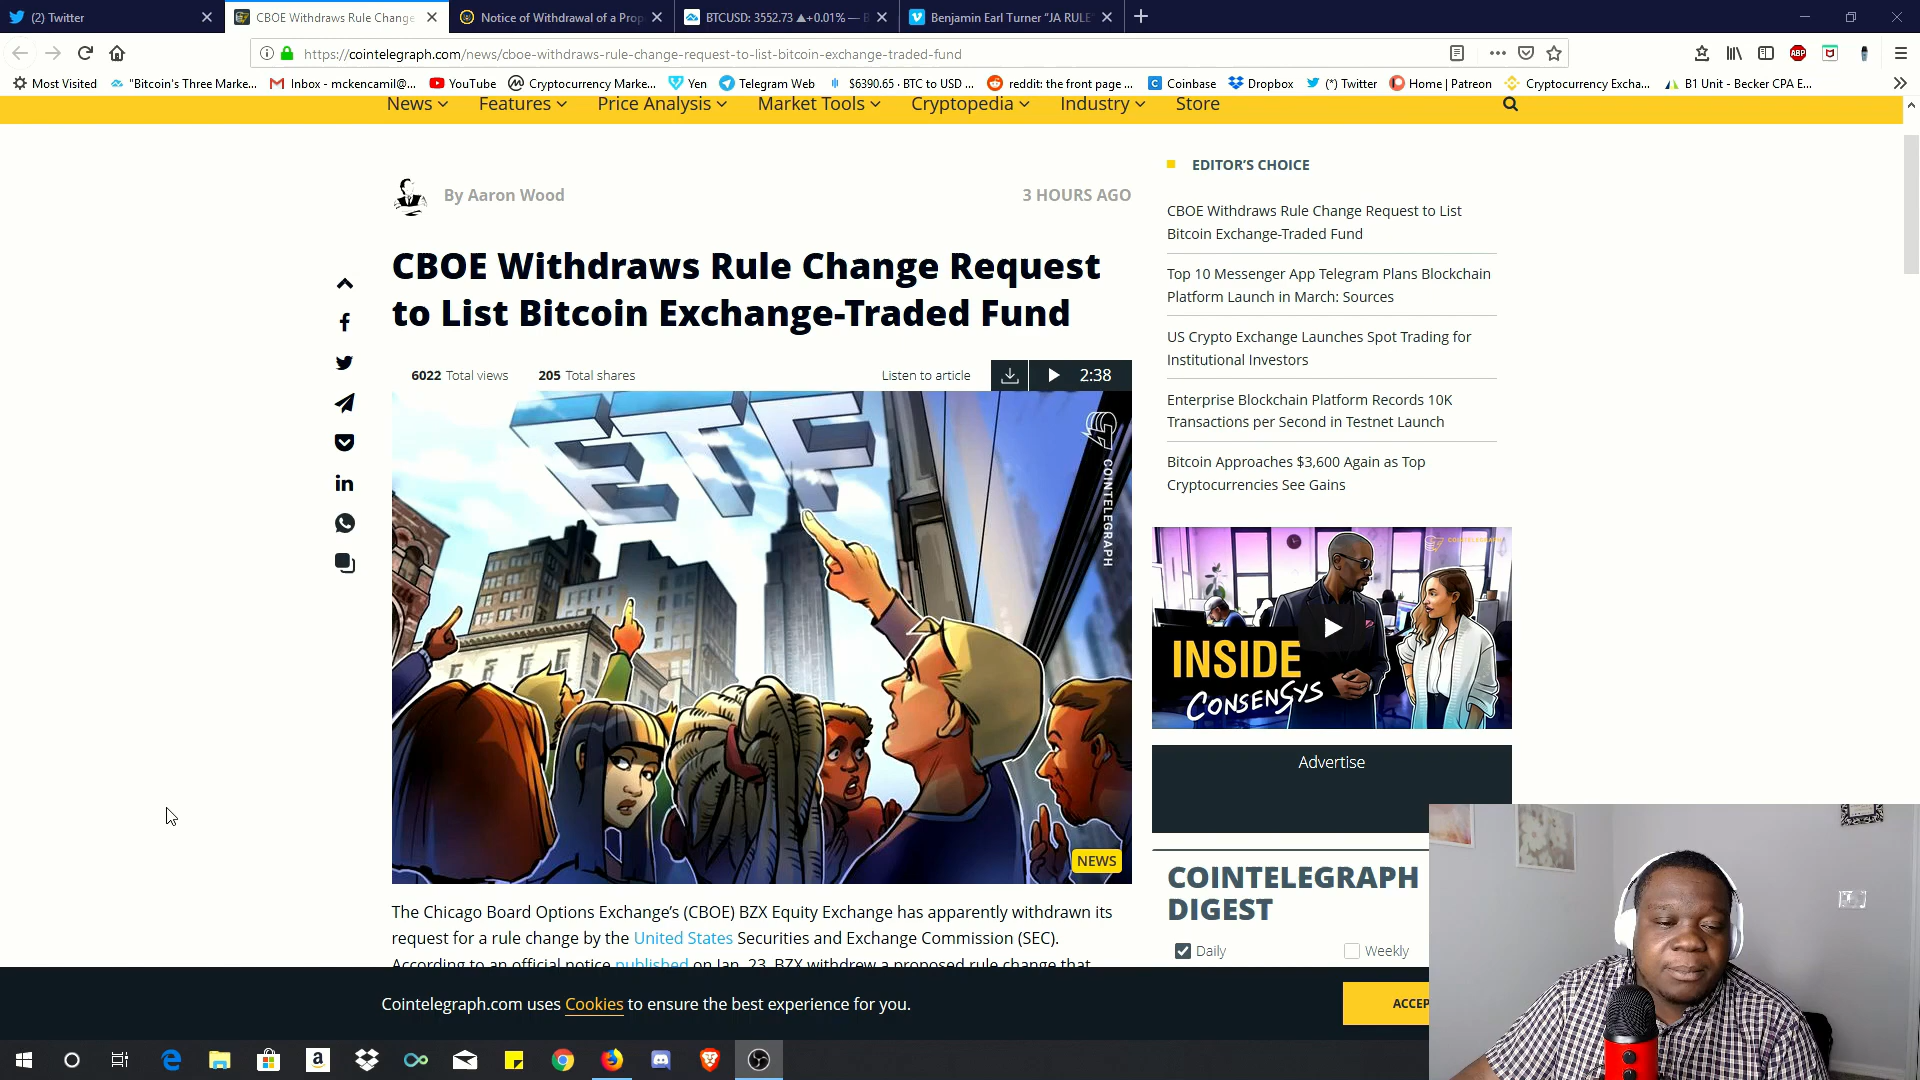 (2) Twitter
CBOE Withdraws Rule Change
Notice of Withdrawal of a Prop
BTCUSD: 3552.73 ▲+0.01% — B
Benjamin Earl Turner "JA RULE"
https://cointelegraph.com/news/cboe-withdraws-rule-change-request-to-list-bitcoin-exchange-traded-fund
ABP
Most Visited
"Bitcoin's Three Marke...
Inbox - mckencamil@...
YouTube
Cryptocurrency Marke...
Yen
Telegram Web
$6390.65 · BTC to USD ...
reddit: the front page ...
Coinbase
Dropbox
(*) Twitter
Home | Patreon
Cryptocurrency Excha...
B1 Unit - Becker CPA E...
News
Features
Price Analysis
Market Tools
Cryptopedia
Industry
Store
By Aaron Wood
3 HOURS AGO
CBOE Withdraws Rule Change Request
to List Bitcoin Exchange-Traded Fund
6022 Total views
205 Total shares
Listen to article
2:38
ETF
COINTELEGRAPH
NEWS
The Chicago Board Options Exchange's (CBOE) BZX Equity Exchange has apparently withdrawn its
request for a rule change by the United States Securities and Exchange Commission (SEC).
According to an official notice published on Jan. 23, BZX withdrew a proposed rule change that
EDITOR'S CHOICE
CBOE Withdraws Rule Change Request to List
Bitcoin Exchange-Traded Fund
Top 10 Messenger App Telegram Plans Blockchain
Platform Launch in March: Sources
US Crypto Exchange Launches Spot Trading for
Institutional Investors
Enterprise Blockchain Platform Records 10K
Transactions per Second in Testnet Launch
Bitcoin Approaches $3,600 Again as Top
Cryptocurrencies See Gains
COINTELEGRAPH
INSIDE
CONSENSYS
Advertise
COINTELEGRAPH
DIGEST
Daily
Weekly
Cointelegraph.com uses Cookies to ensure the best experience for you.
ACCEP